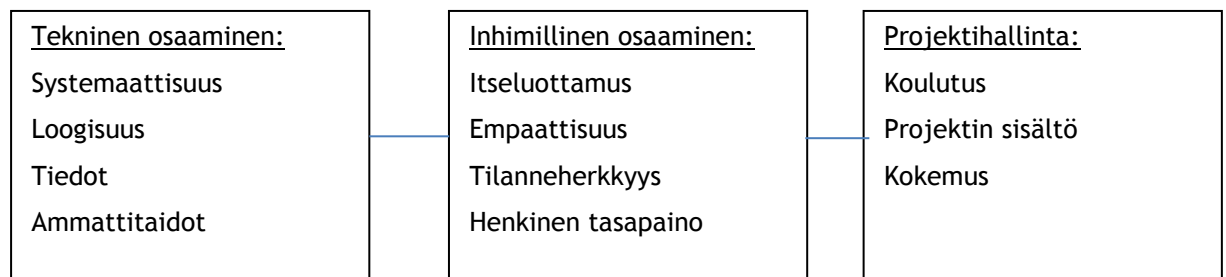 Tekninen osaaminen:
Systemaattisuus
Loogisuus
Tiedot
Ammattitaidot
Inhimillinen osaaminen:
Itseluottamus
Empaattisuus
Tilanneherkkyys
Henkinen tasapaino
Projektihallinta:
Koulutus
Projektin sisältö
Kokemus